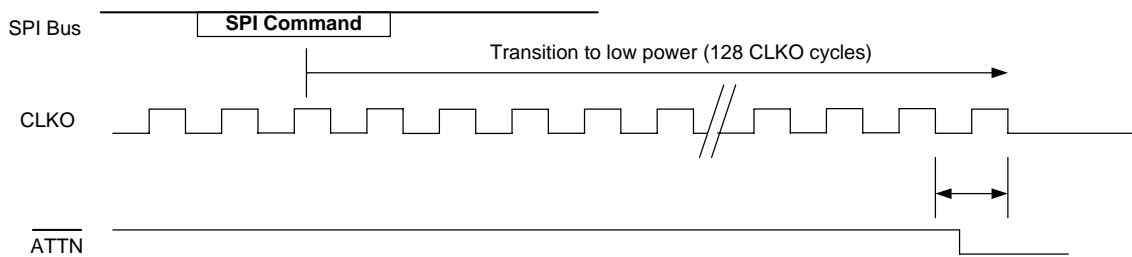 SPI Bus
SPI Command
Transition to low power (128 CLKO cycles)
CLKO
ATTN